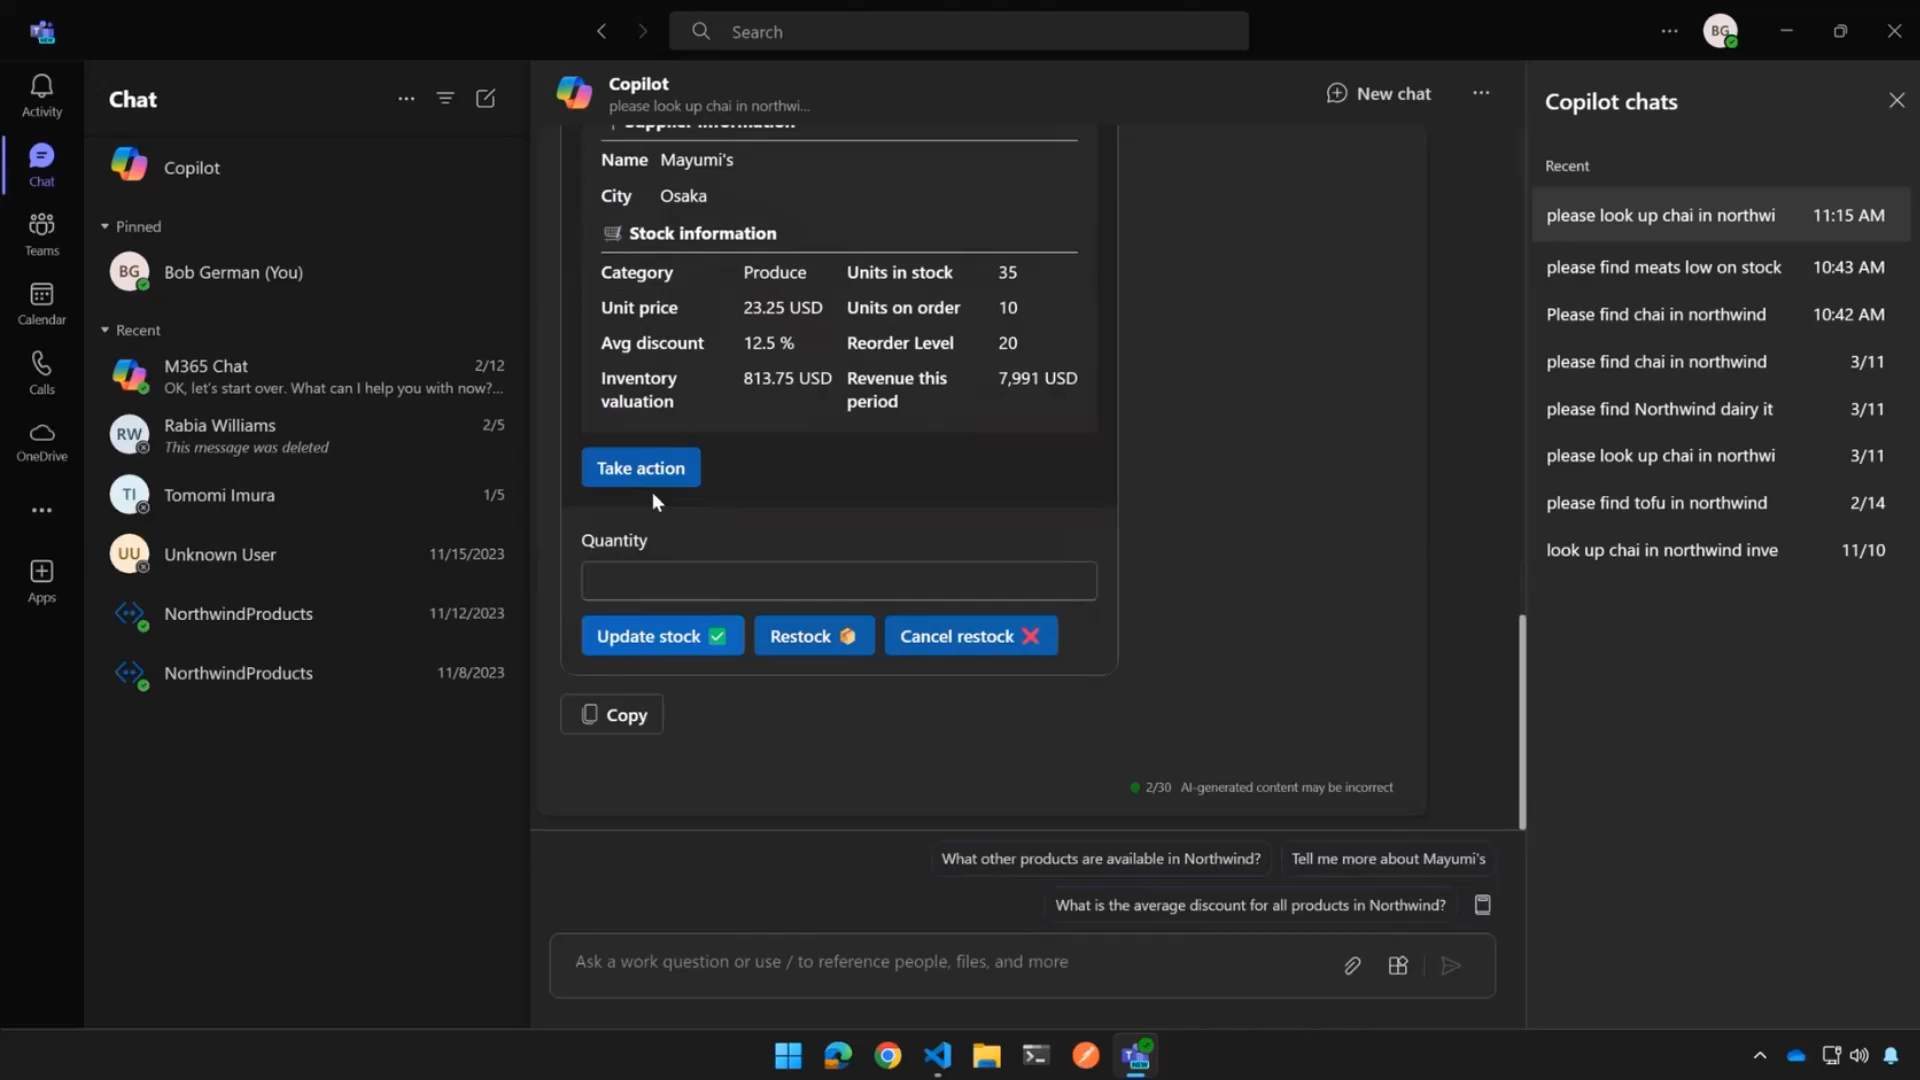 Search
BG
Activity
Chat
Teams
Calendar
Calls
OneDrive
Apps
Chat
Copilot
Pinned
BG
Bob German (You)
Recent
M365 Chat 2/12
OK, let's start over. What can I help you with now?...
RW
Rabia Williams 2/5
This message was deleted
TI
Tomomi Imura 1/5
UU
Unknown User 11/15/2023
NorthwindProducts 11/12/2023
NorthwindProducts 11/8/2023
Copilot
please look up chai in northwi...
New chat
Supplier information
Name Mayumi's
City Osaka
Stock information
Category Produce Units in stock 35
Unit price 23.25 USD Units on order 10
Avg discount 12.5 % Reorder Level 20
Inventory valuation 813.75 USD Revenue this period 7,991 USD
Take action
Quantity
Update stock Restock Cancel restock
Copy
2/30 AI-generated content may be incorrect
What other products are available in Northwind? Tell me more about Mayumi's
What is the average discount for all products in Northwind?
Ask a work question or use / to reference people, files, and more
Copilot chats
Recent
please look up chai in northwi 11:15 AM
please find meats low on stock 10:43 AM
Please find chai in northwind 10:42 AM
please find chai in northwind 3/11
please find Northwind dairy it 3/11
please look up chai in northwi 3/11
please find tofu in northwind 2/14
look up chai in northwind inve 11/10